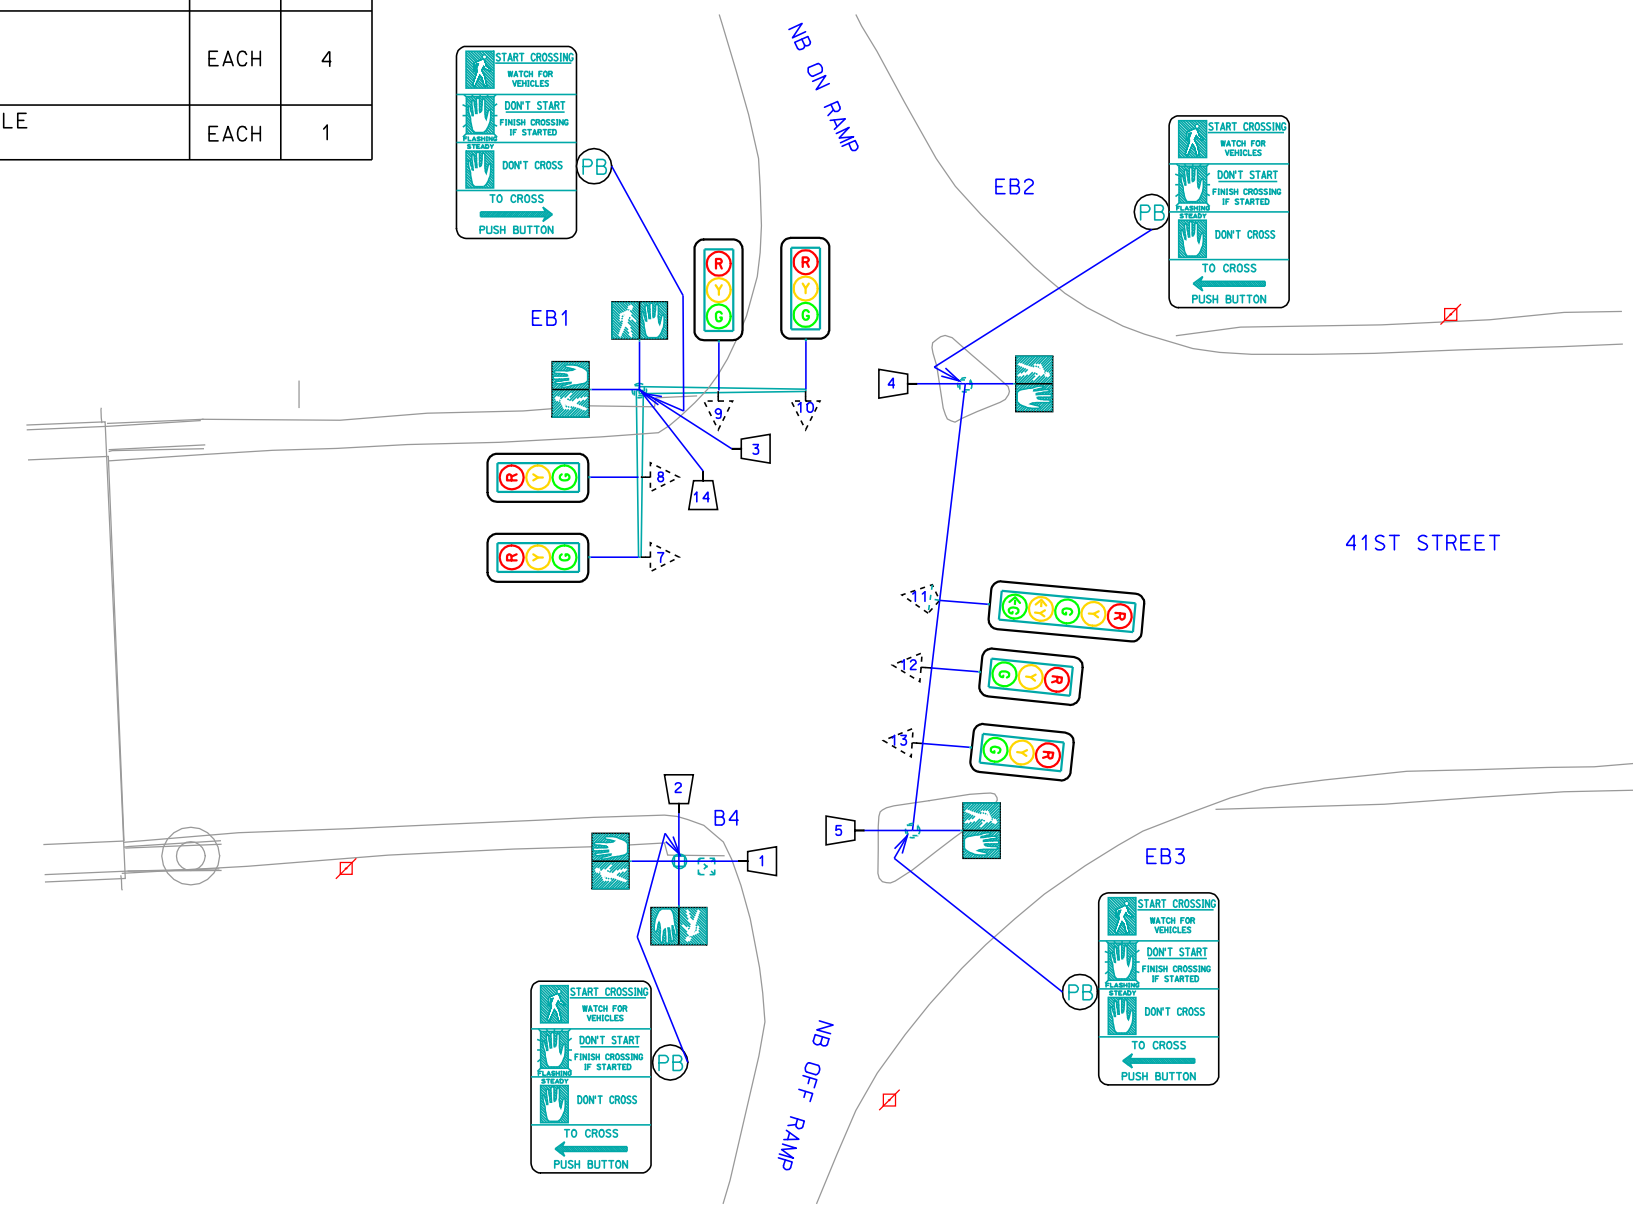 EACH 4
LE EACH 1
NB ON RAMP
START CROSSING
WATCH FOR
VEHICLES
DON'T START
FINISH CROSSING
IF STARTED
FLASHING
STEADY
DON'T CROSS
TO CROSS
PUSH BUTTON
PB
EB2
START CROSSING
WATCH FOR
VEHICLES
DON'T START
FINISH CROSSING
IF STARTED
FLASHING
STEADY
DON'T CROSS
TO CROSS
PUSH BUTTON
PB
EB1
R
Y
G
R
Y
G
4
9
10
3
8
14
R Y G
7
R Y G
41ST STREET
11
G Y G Y R
12
G Y R
13
G Y R
2
B4
5
1
EB3
START CROSSING
WATCH FOR
VEHICLES
DON'T START
FINISH CROSSING
IF STARTED
FLASHING
STEADY
DON'T CROSS
TO CROSS
PUSH BUTTON
PB
START CROSSING
WATCH FOR
VEHICLES
DON'T START
FINISH CROSSING
IF STARTED
FLASHING
STEADY
DON'T CROSS
TO CROSS
PUSH BUTTON
PB
NB OFF RAMP